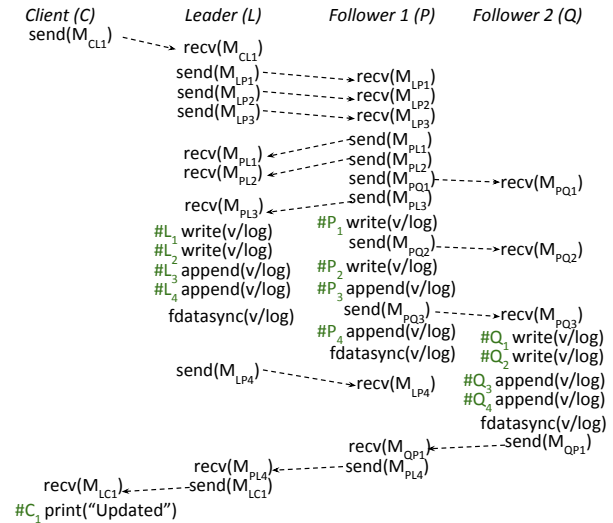 Client (C) Leader (L) Follower 1 (P) Follower 2 (Q)
send(M_CL1)
recv(M_CL1)
send(M_LP1) recv(M_LP1)
send(M_LP2) recv(M_LP2)
send(M_LP3) recv(M_LP3)
send(M_PL1)
recv(M_PL1) send(M_PL2)
recv(M_PL2) send(M_PQ1) recv(M_PQ1)
send(M_PL3)
recv(M_PL3)
#L_1 write(v/log) #P_1 write(v/log)
#L_2 write(v/log) send(M_PQ2) recv(M_PQ2)
#L_3 append(v/log) #P_2 write(v/log)
#L_4 append(v/log) #P_3 append(v/log)
fdatasync(v/log) send(M_PQ3) recv(M_PQ3)
#P_4 append(v/log) #Q_1 write(v/log)
fdatasync(v/log) #Q_2 write(v/log)
send(M_LP4) recv(M_LP4) #Q_3 append(v/log)
#Q_4 append(v/log)
fdatasync(v/log)
recv(M_QP1) send(M_QP1)
recv(M_PL4) send(M_PL4)
recv(M_LC1) send(M_LC1)
#C_1 print("Updated")